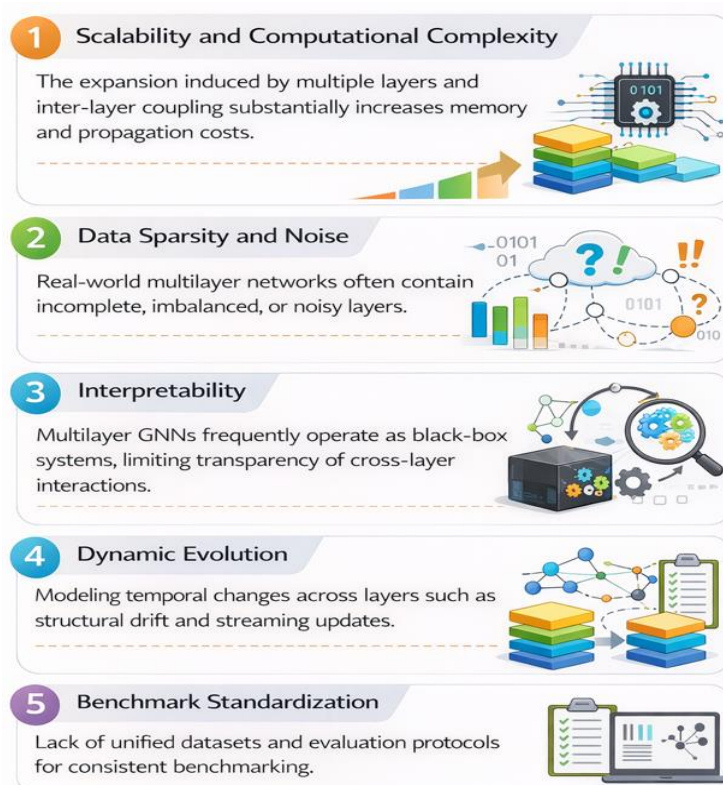 1 Scalability and Computational Complexity
The expansion induced by multiple layers and
inter-layer coupling substantially increases memory
and propagation costs.
0 101
2 Data Sparsity and Noise
Real-world multilayer networks often contain
incomplete, imbalanced, or noisy layers.
0101
01
? !
!!
?
0101
010
3 Interpretability
Multilayer GNNs frequently operate as black-box
systems, limiting transparency of cross-layer
interactions.
4 Dynamic Evolution
Modeling temporal changes across layers such as
structural drift and streaming updates.
5 Benchmark Standardization
Lack of unified datasets and evaluation protocols
for consistent benchmarking.